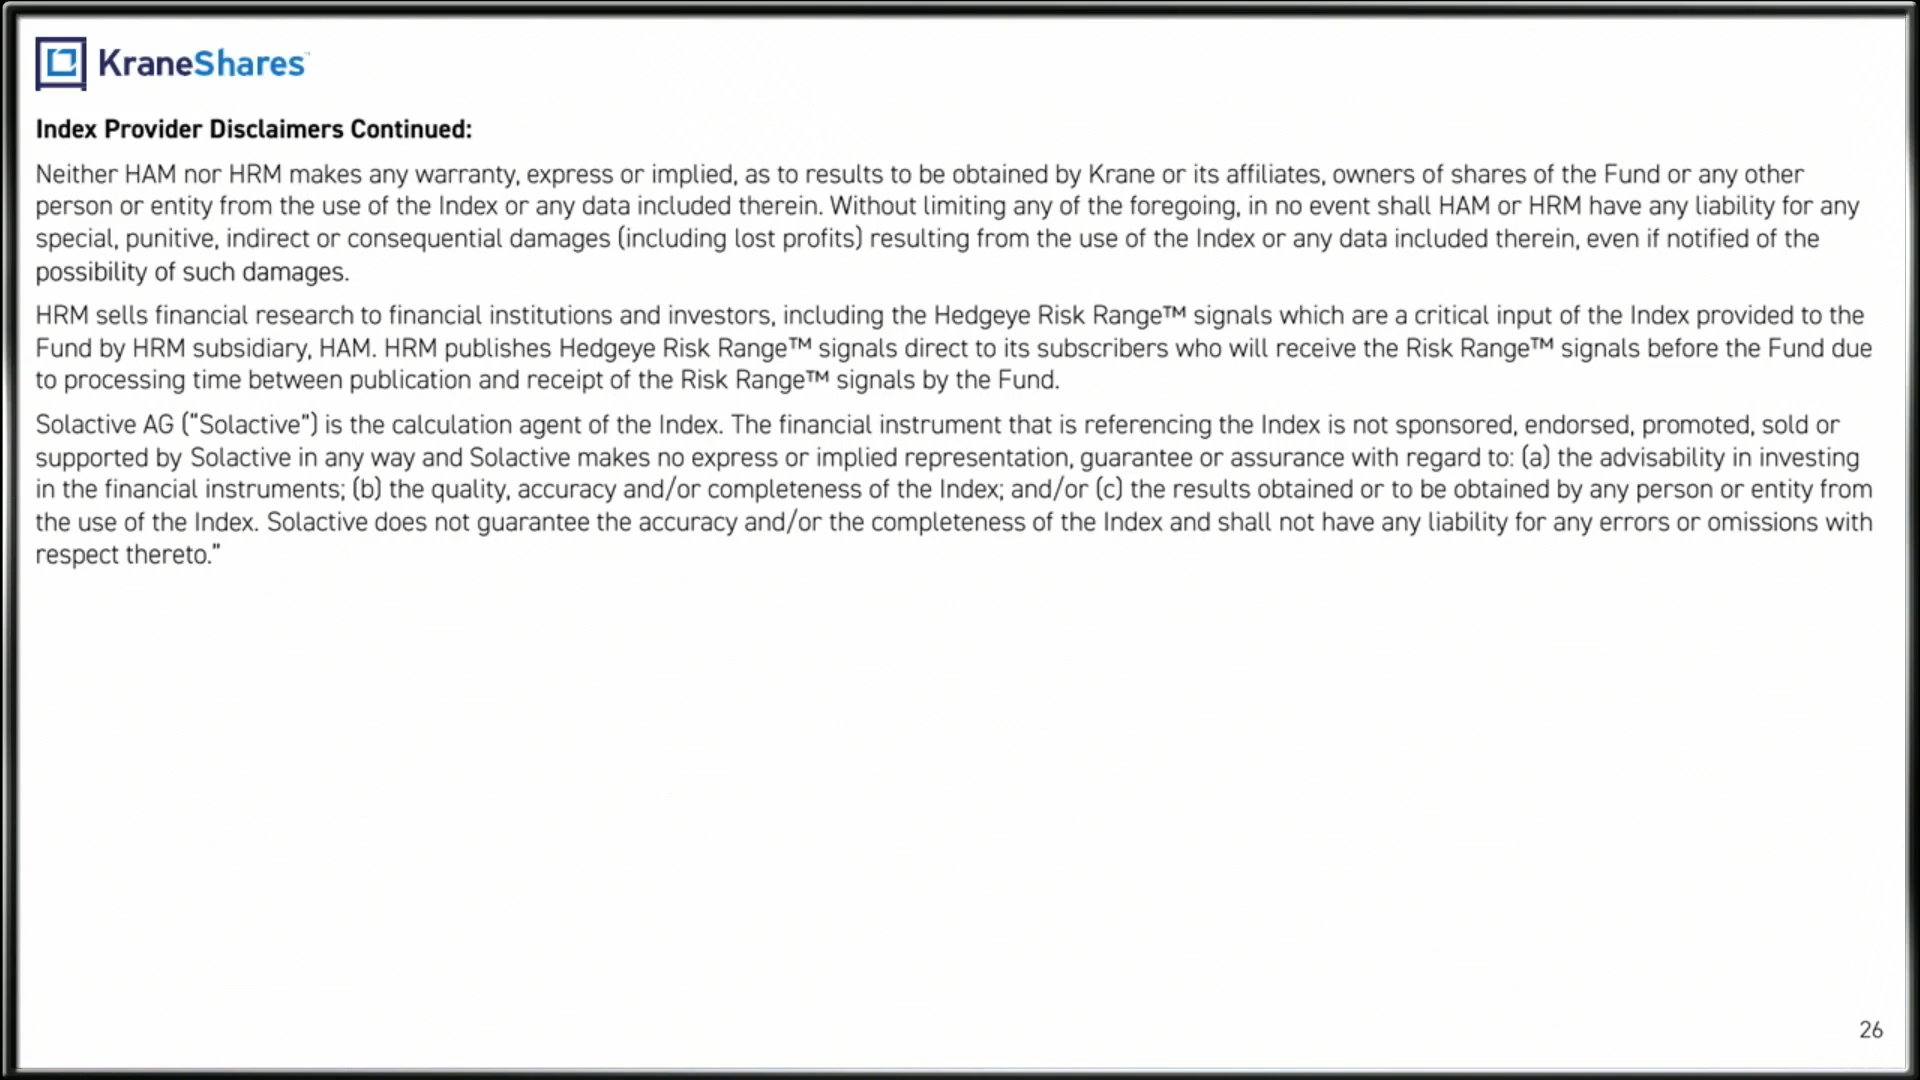 KraneShares
Index Provider Disclaimers Continued:
Neither HAM nor HRM makes any warranty, express or implied, as to results to be obtained by Krane or its affiliates, owners of shares of the Fund or any other
person or entity from the use of the Index or any data included therein. Without limiting any of the foregoing, in no event shall HAM or HRM have any liability for any
special, punitive, indirect or consequential damages (including lost profits) resulting from the use of the Index or any data included therein, even if notified of the
possibility of such damages.
HRM sells financial research to financial institutions and investors, including the Hedgeye Risk Range™ signals which are a critical input of the Index provided to the
Fund by HRM subsidiary, HAM. HRM publishes Hedgeye Risk Range™ signals direct to its subscribers who will receive the Risk Range™ signals before the Fund due
to processing time between publication and receipt of the Risk Range™ signals by the Fund.
Solactive AG ("Solactive") is the calculation agent of the Index. The financial instrument that is referencing the Index is not sponsored, endorsed, promoted, sold or
supported by Solactive in any way and Solactive makes no express or implied representation, guarantee or assurance with regard to: (a) the advisability in investing
in the financial instruments; (b) the quality, accuracy and/or completeness of the Index; and/or (c) the results obtained or to be obtained by any person or entity from
the use of the Index. Solactive does not guarantee the accuracy and/or the completeness of the Index and shall not have any liability for any errors or omissions with
respect thereto."
26